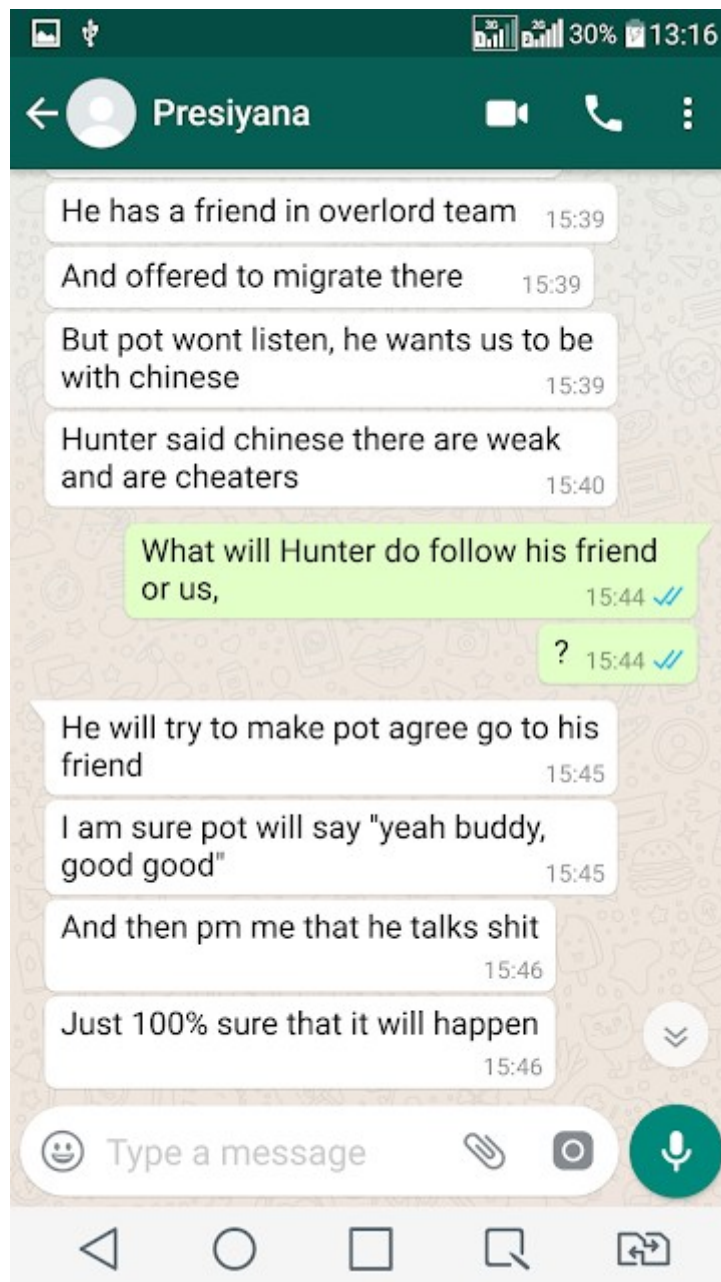 3G 3G 30% 13:16
Presiyana
He has a friend in overlord team 15:39
And offered to migrate there 15:39
But pot wont listen, he wants us to be
with chinese 15:39
Hunter said chinese there are weak
and are cheaters 15:40
What will Hunter do follow his friend
or us, 15:44
? 15:44
He will try to make pot agree go to his
friend 15:45
I am sure pot will say "yeah buddy,
good good" 15:45
And then pm me that he talks shit
15:46
Just 100% sure that it will happen
15:46
Type a message